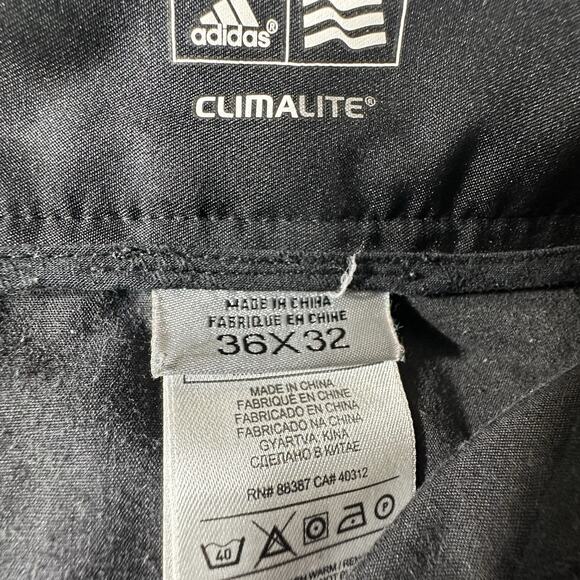 adidas®
CLIMALITE®
MADE IN CHINA
FABRIQUE EN CHINE
36X32
MADE IN CHINA
FABRIQUÉ EN CHINE
FABRICADO EN CHINA
FABRICADO NA CHINA
GYÁRTVA: KÍNA
СДЕЛАНО В КИТАЕ
RN# 88387 CA# 40312
40 P
WARM /